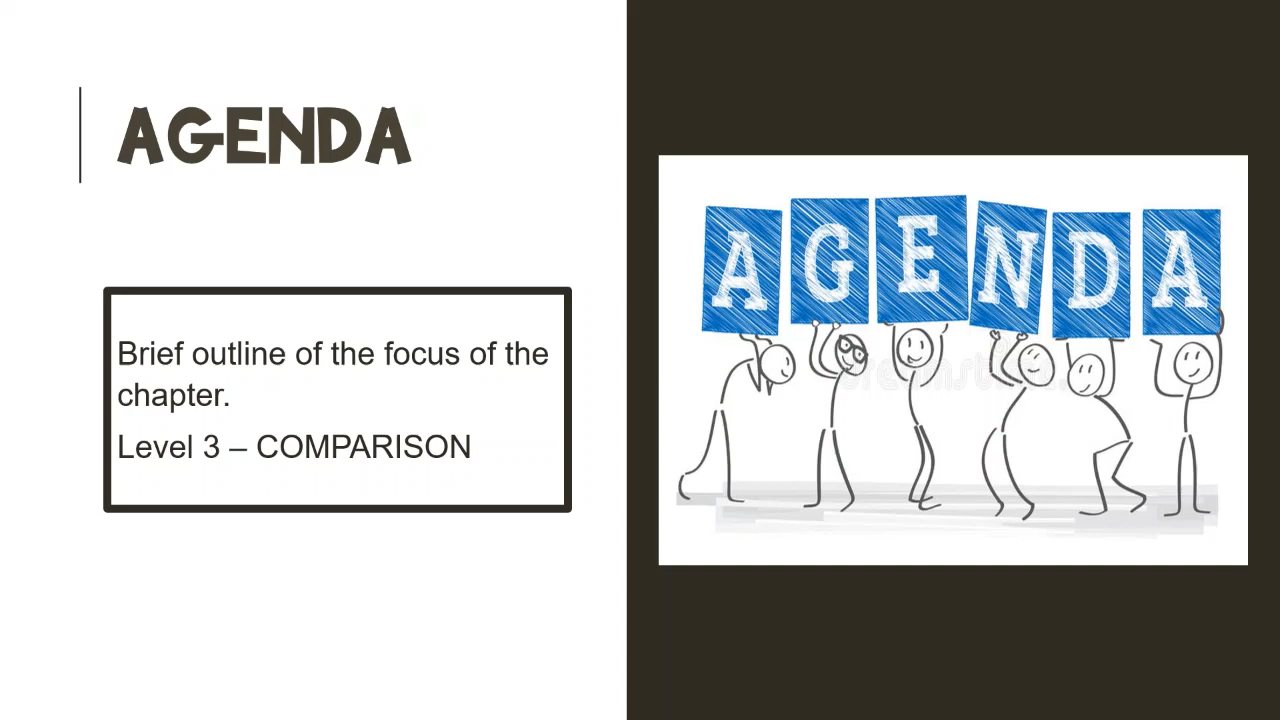 AGENDA
Brief outline of the focus of the
chapter.
Level 3 – COMPARISON
AGENDA